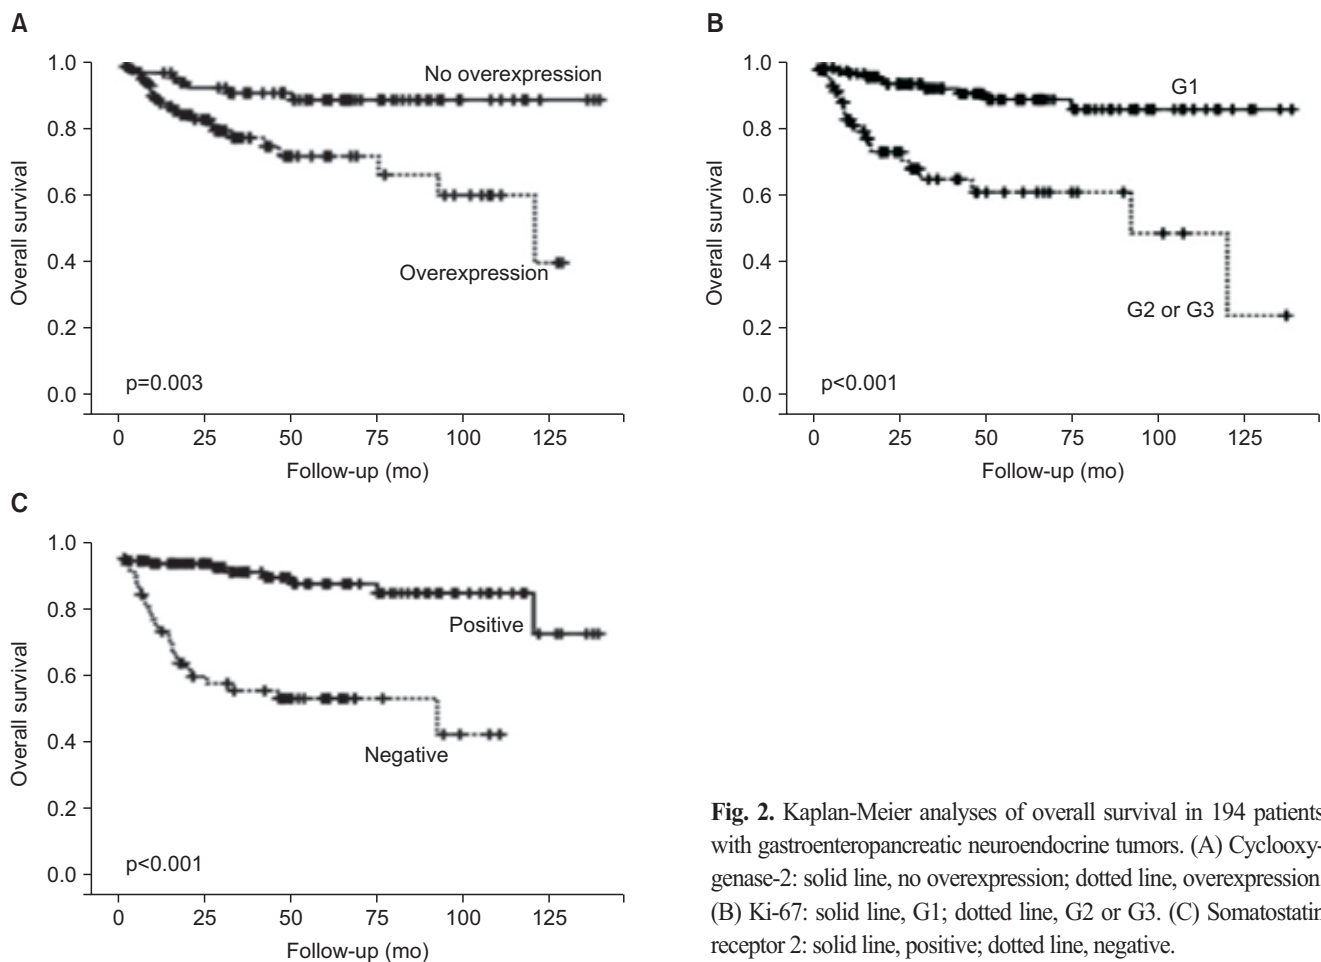 A
1.0
0.8
0.6
0.4
0.2
0.0
Overall survival
No overexpression
Overexpression
p=0.003
0 25 50 75 100 125
Follow-up (mo)
B
1.0
0.8
0.6
0.4
0.2
0.0
Overall survival
G1
G2 or G3
p<0.001
0 25 50 75 100 125
Follow-up (mo)
C
1.0
0.8
0.6
0.4
0.2
0.0
Overall survival
Positive
Negative
p<0.001
0 25 50 75 100 125
Follow-up (mo)
Fig. 2. Kaplan-Meier analyses of overall survival in 194 patients
with gastroenteropancreatic neuroendocrine tumors. (A) Cyclooxy-
genase-2: solid line, no overexpression; dotted line, overexpression
(B) Ki-67: solid line, G1; dotted line, G2 or G3. (C) Somatostatin
receptor 2: solid line, positive; dotted line, negative.